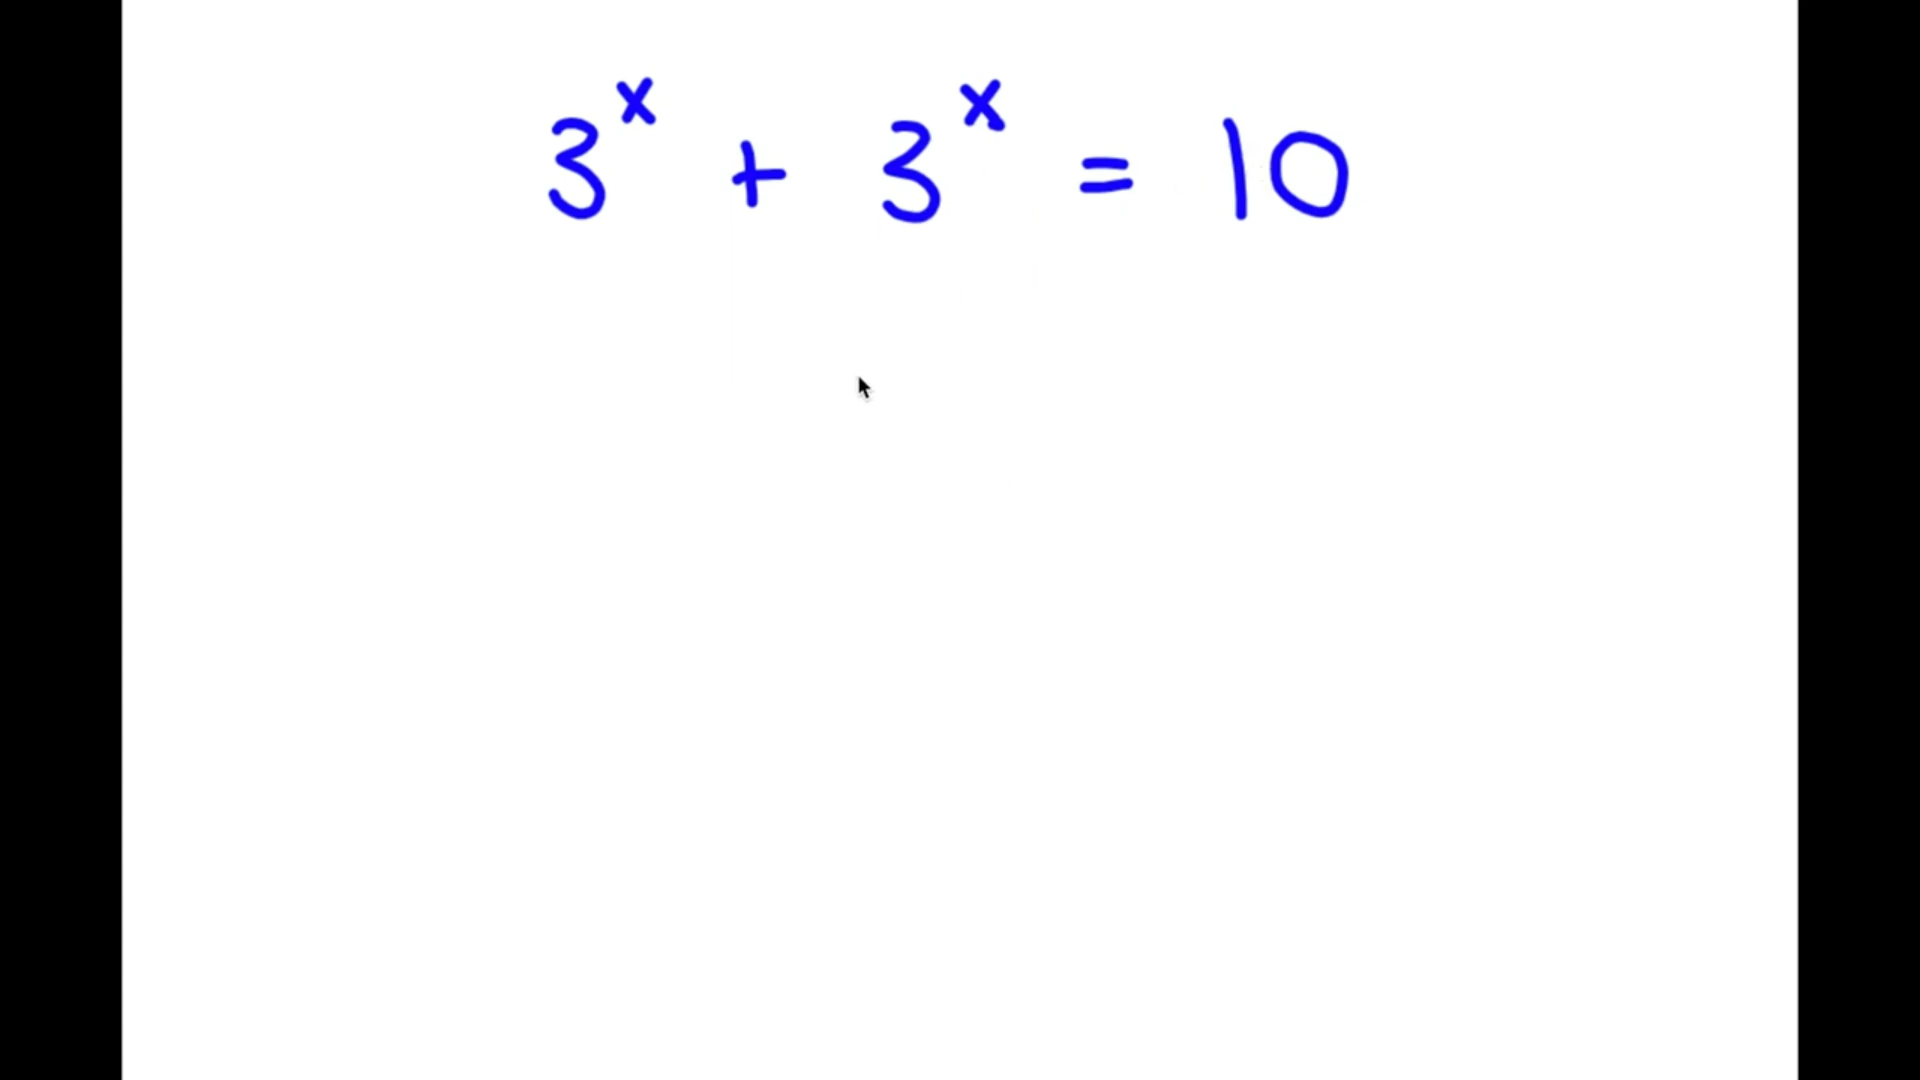 3^x + 3^x = 10